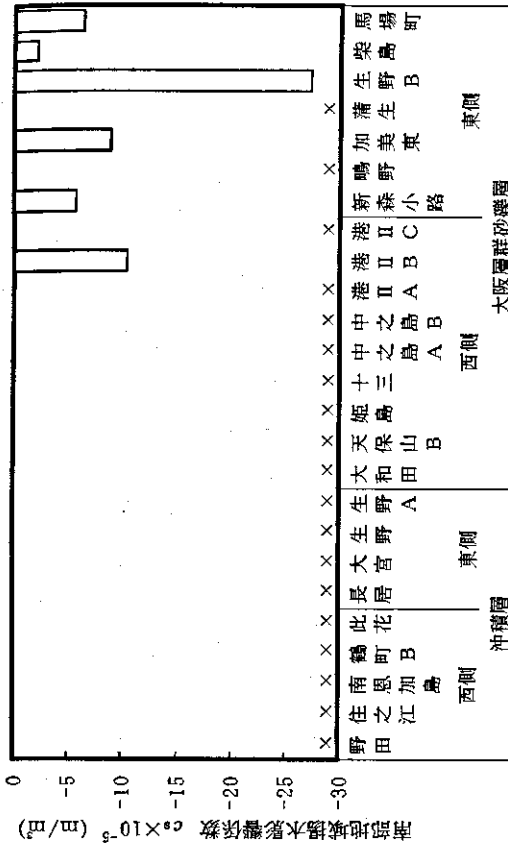 南部地域揚水影響係数 cs×10⁻⁵ (m/m³)
0
-5
-10
-15
-20
-25
-30
× × × × × × × × × × × × × × × × × × ×
野田
住之江
南恩加島
鶴町B
此花
長居
大宮
生野
生野A
大和田
天保山B
姫島
十三
中之島A
中之島B
港ⅡA
港ⅡB
港ⅡC
新森小路
鴫野
加美東
蒲生
生野B
柴島
馬場町
西側
東側
西側
東側
沖積層
大阪層群砂礫層